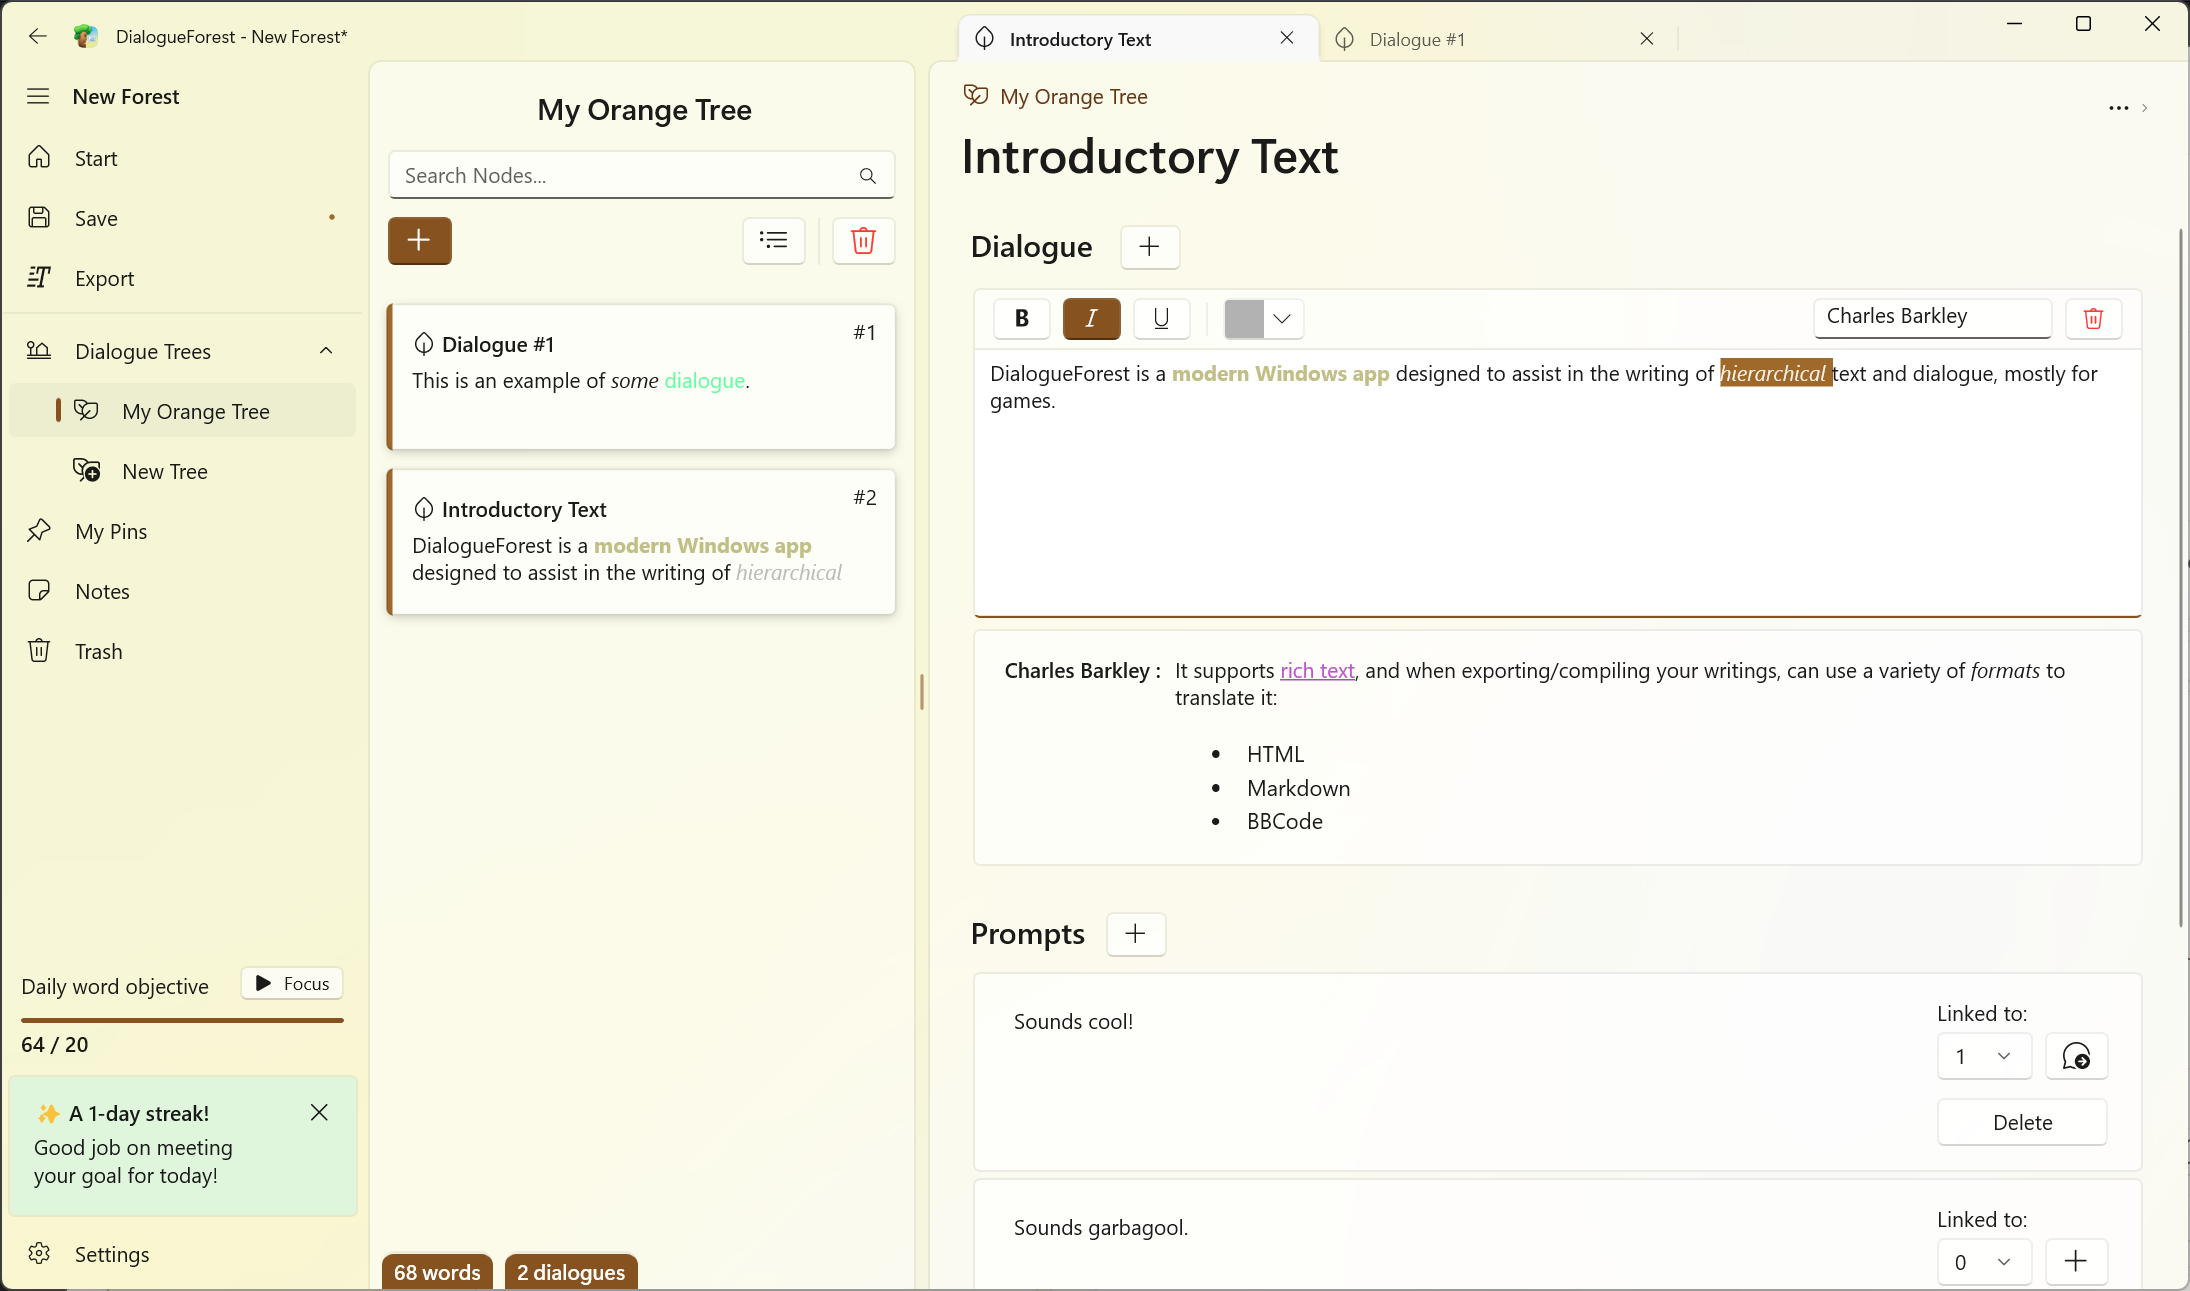 DialogueForest - New Forest*
New Forest
Start
Save
Export
Dialogue Trees
My Orange Tree
New Tree
My Pins
Notes
Trash
Daily word objective
Focus
64 / 20
A 1-day streak!
Good job on meeting
your goal for today!
Settings
My Orange Tree
Search Nodes...
#1
Dialogue #1
This is an example of some dialogue.
#2
Introductory Text
DialogueForest is a modern Windows app
designed to assist in the writing of hierarchical
68 words
2 dialogues
Introductory Text
Dialogue #1
My Orange Tree
Introductory Text
Dialogue
B I U
Charles Barkley
DialogueForest is a modern Windows app designed to assist in the writing of hierarchical text and dialogue, mostly for
games.
Charles Barkley : It supports rich text, and when exporting/compiling your writings, can use a variety of formats to
translate it:
• HTML
• Markdown
• BBCode
Prompts
Sounds cool!
Linked to:
1
Delete
Sounds garbagool.
Linked to:
0